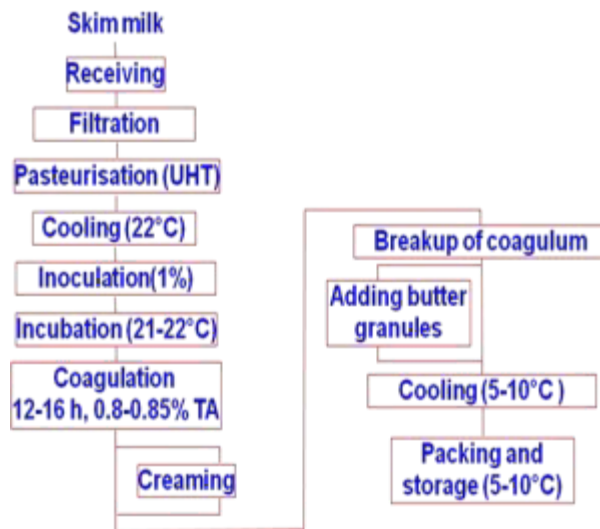 Skim milk
Receiving
Filtration
Pasteurisation (UHT)
Cooling (22°C)
Inoculation(1%)
Incubation (21-22°C)
Coagulation
12-16 h, 0.8-0.85% TA
Creaming
Breakup of coagulum
Adding butter
granules
Cooling (5-10°C )
Packing and
storage (5-10°C)